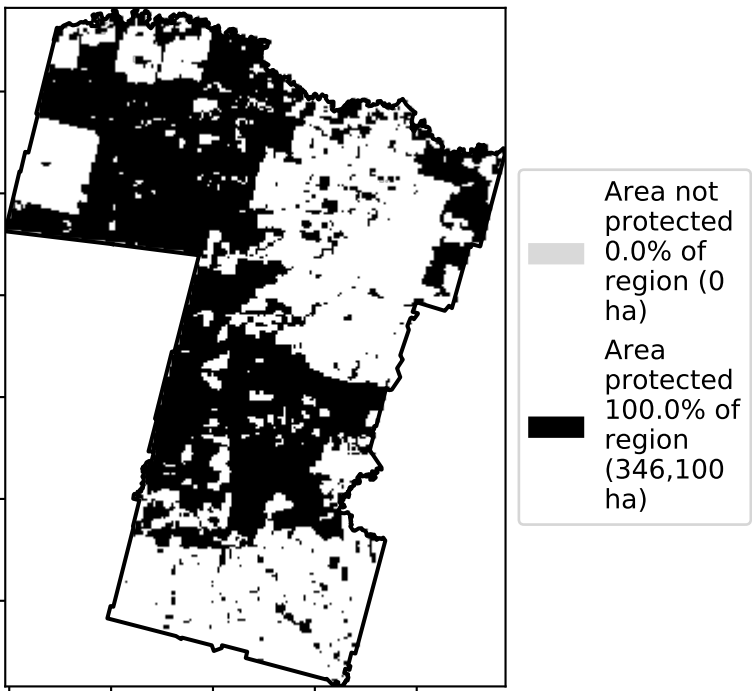 Area not
protected
0.0% of
region (0
ha)
Area
protected
100.0% of
region
(346,100
ha)